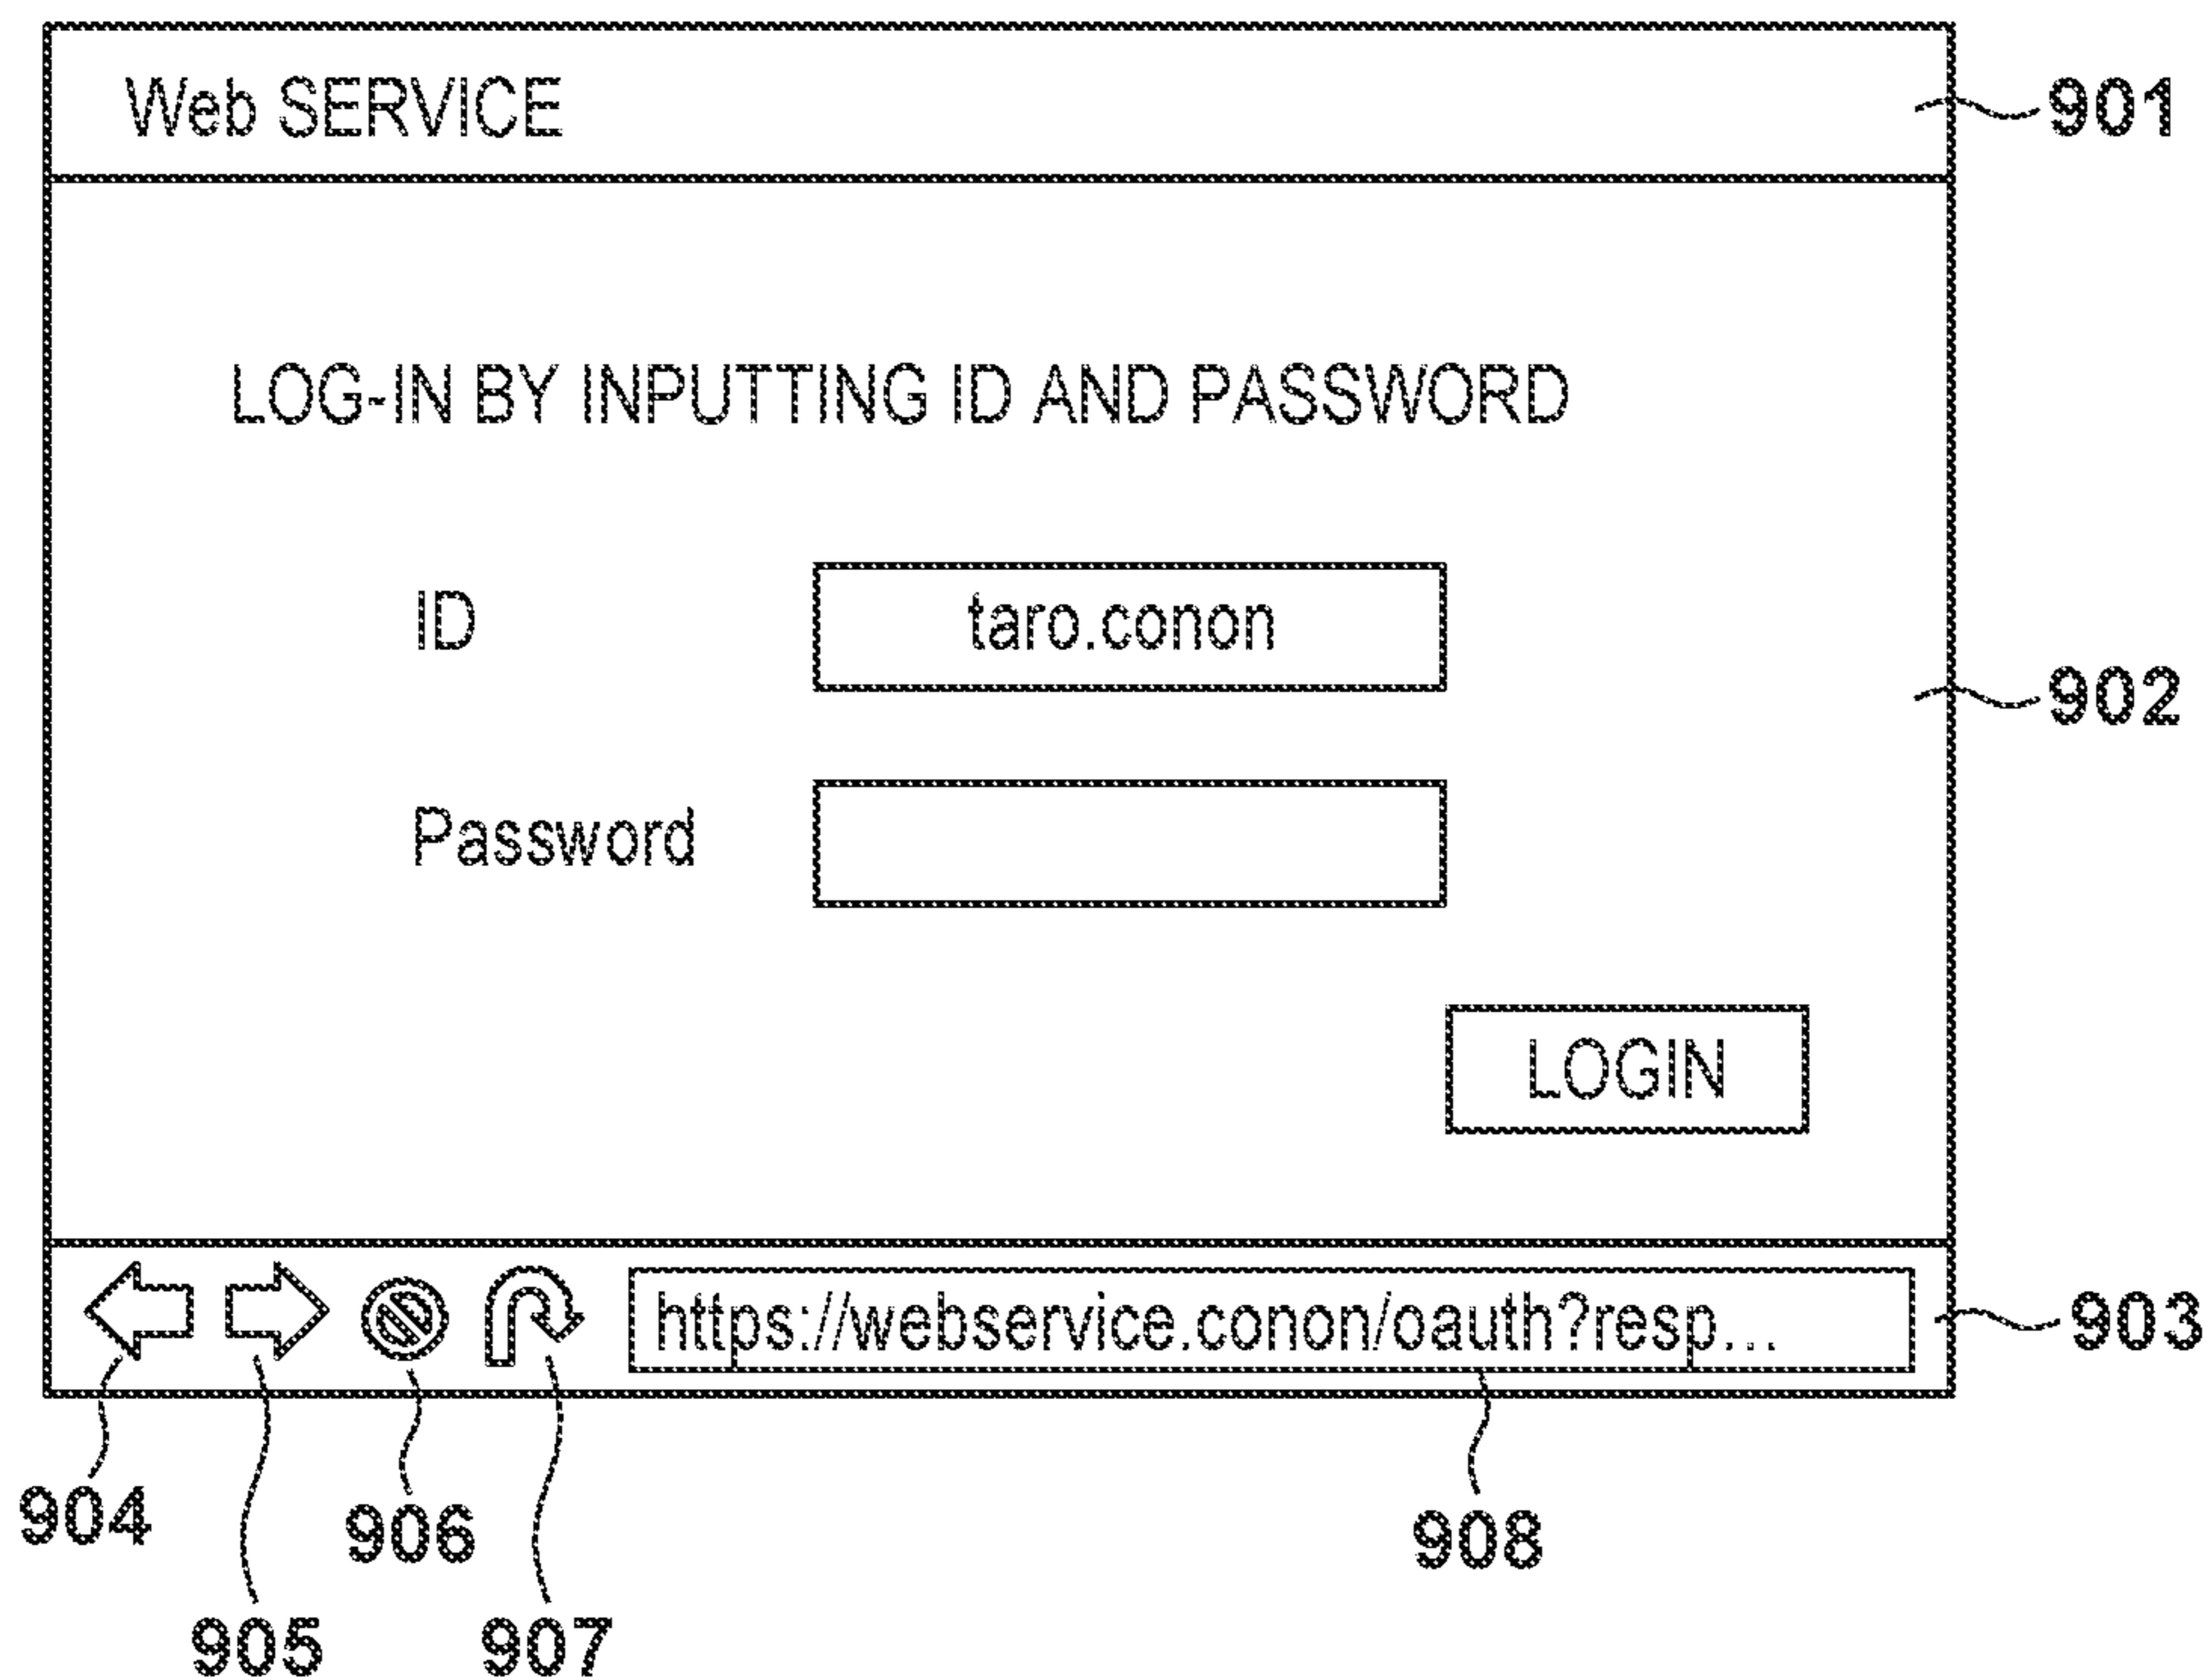 Web SERVICE
901
LOG-IN BY INPUTTING ID AND PASSWORD
ID
taro.conon
902
Password
LOGIN
https://webservice.conon/oauth?resp...
903
904
906
908
905
907